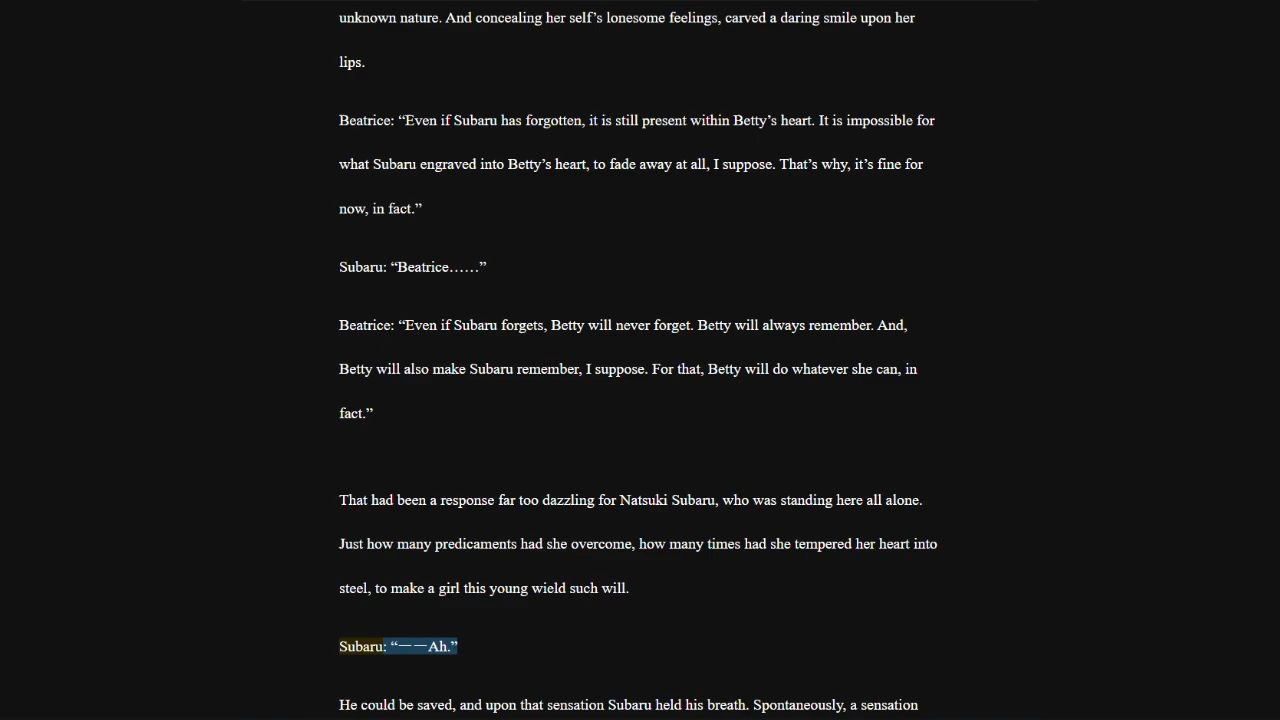 unknown nature. And concealing her self’s lonesome feelings, carved a daring smile upon her
lips.
Beatrice: “Even if Subaru has forgotten, it is still present within Betty’s heart. It is impossible for
what Subaru engraved into Betty’s heart, to fade away at all, I suppose. That’s why, it’s fine for
now, in fact.”
Subaru: “Beatrice……”
Beatrice: “Even if Subaru forgets, Betty will never forget. Betty will always remember. And,
Betty will also make Subaru remember, I suppose. For that, Betty will do whatever she can, in
fact.”
That had been a response far too dazzling for Natsuki Subaru, who was standing here all alone.
Just how many predicaments had she overcome, how many times had she tempered her heart into
steel, to make a girl this young wield such will.
Subaru: “――Ah.”
He could be saved, and upon that sensation Subaru held his breath. Spontaneously, a sensation